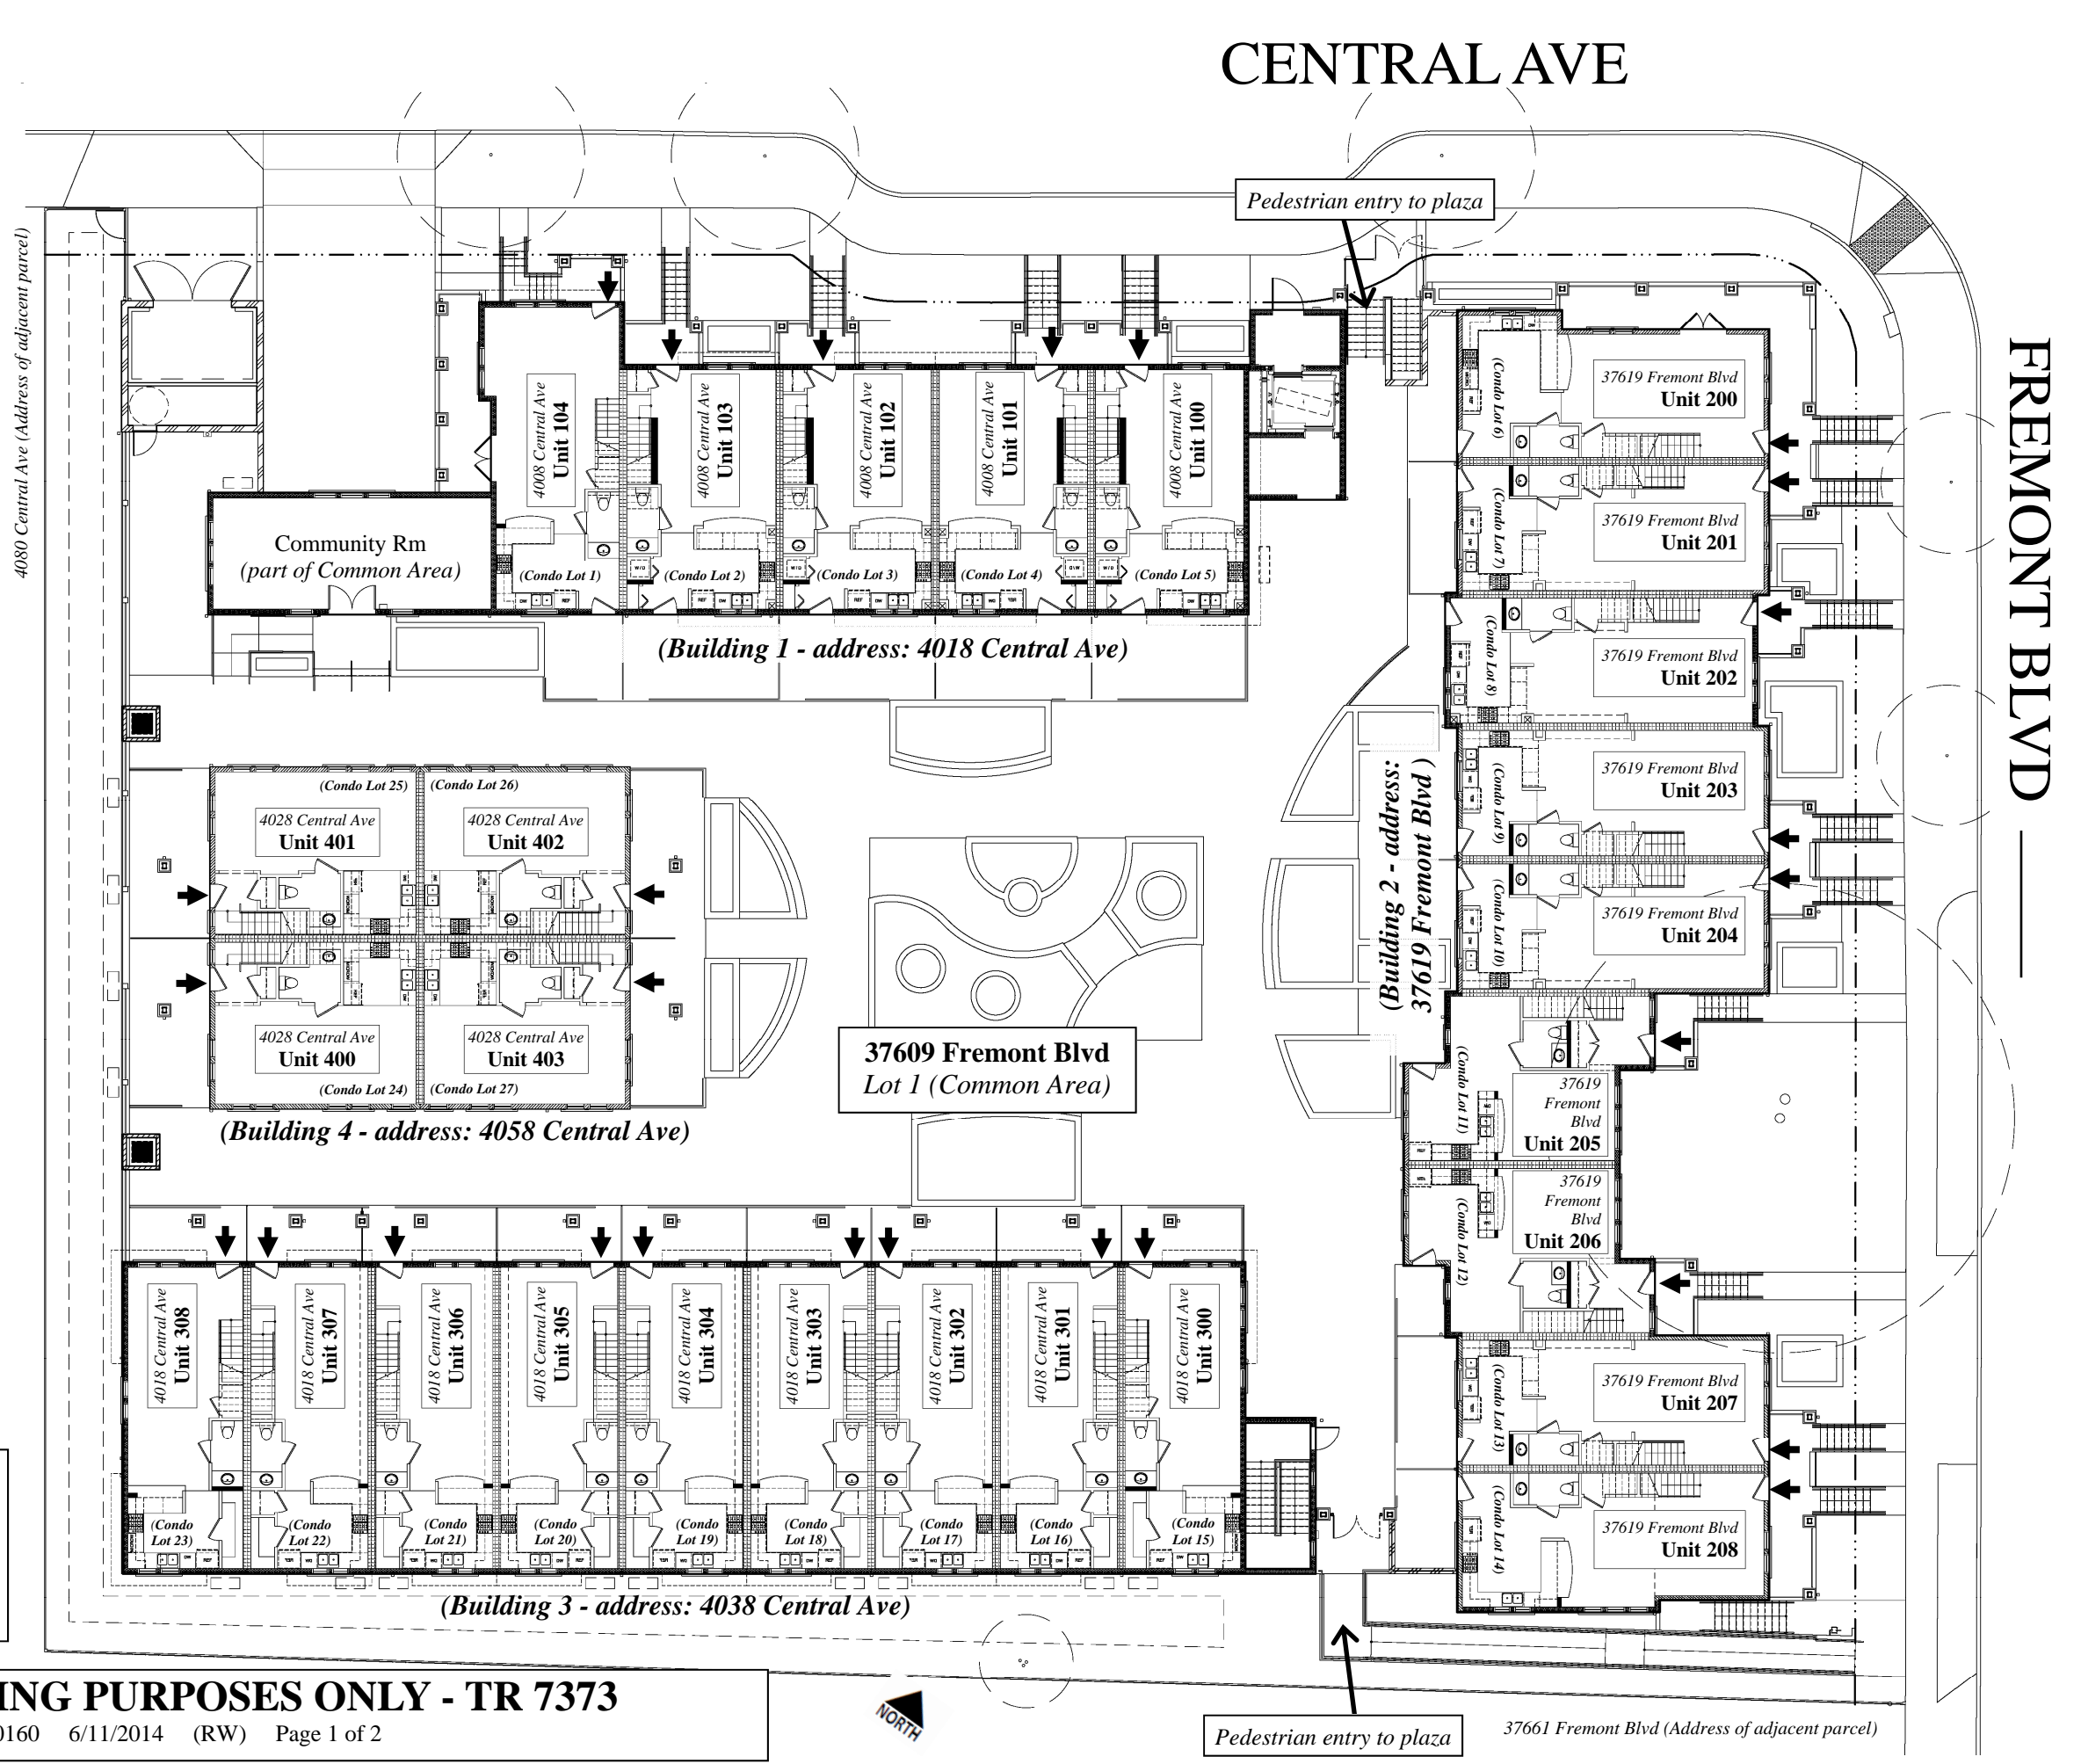 CENTRAL AVE
Pedestrian entry to plaza
4080 Central Ave (Address of adjacent parcel)
FREMONT BLVD
4008 Central Ave
Unit 104
(Condo Lot 1)
4008 Central Ave
Unit 103
(Condo Lot 2)
4008 Central Ave
Unit 102
(Condo Lot 3)
4008 Central Ave
Unit 101
(Condo Lot 4)
4008 Central Ave
Unit 100
(Condo Lot 5)
Community Rm
(part of Common Area)
(Building 1 - address: 4018 Central Ave)
37619 Fremont Blvd
Unit 200
(Condo Lot 6)
37619 Fremont Blvd
Unit 201
(Condo Lot 7)
37619 Fremont Blvd
Unit 202
(Condo Lot 8)
37619 Fremont Blvd
Unit 203
(Condo Lot 9)
37619 Fremont Blvd
Unit 204
(Condo Lot 10)
37619
Fremont
Blvd
Unit 205
(Condo Lot 11)
37619
Fremont
Blvd
Unit 206
(Condo Lot 12)
37619 Fremont Blvd
Unit 207
(Condo Lot 13)
37619 Fremont Blvd
Unit 208
(Condo Lot 14)
(Building 2 - address:
37619 Fremont Blvd )
(Condo Lot 25)
4028 Central Ave
Unit 401
(Condo Lot 26)
4028 Central Ave
Unit 402
4028 Central Ave
Unit 400
(Condo Lot 24)
4028 Central Ave
Unit 403
(Condo Lot 27)
(Building 4 - address: 4058 Central Ave)
37609 Fremont Blvd
Lot 1 (Common Area)
4018 Central Ave
Unit 308
(Condo
Lot 23)
4018 Central Ave
Unit 307
(Condo
Lot 22)
4018 Central Ave
Unit 306
(Condo
Lot 21)
4018 Central Ave
Unit 305
(Condo
Lot 20)
4018 Central Ave
Unit 304
(Condo
Lot 19)
4018 Central Ave
Unit 303
(Condo
Lot 18)
4018 Central Ave
Unit 302
(Condo
Lot 17)
4018 Central Ave
Unit 301
(Condo
Lot 16)
4018 Central Ave
Unit 300
(Condo
Lot 15)
(Building 3 - address: 4038 Central Ave)
ING PURPOSES ONLY - TR 7373
0160 6/11/2014 (RW) Page 1 of 2
NORTH
Pedestrian entry to plaza
37661 Fremont Blvd (Address of adjacent parcel)